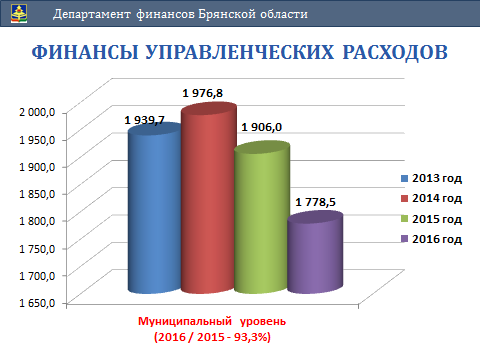 Департамент финансов Брянской области
ФИНАНСЫ УПРАВЛЕНЧЕСКИХ РАСХОДОВ
2 000,0
1 950,0
1 900,0
1 850,0
1 800,0
1 750,0
1 700,0
1 650,0
1 939,7
1 976,8
1 906,0
1 778,5
2013 год
2014 год
2015 год
2016 год
Муниципальный уровень
(2016 / 2015 - 93,3%)